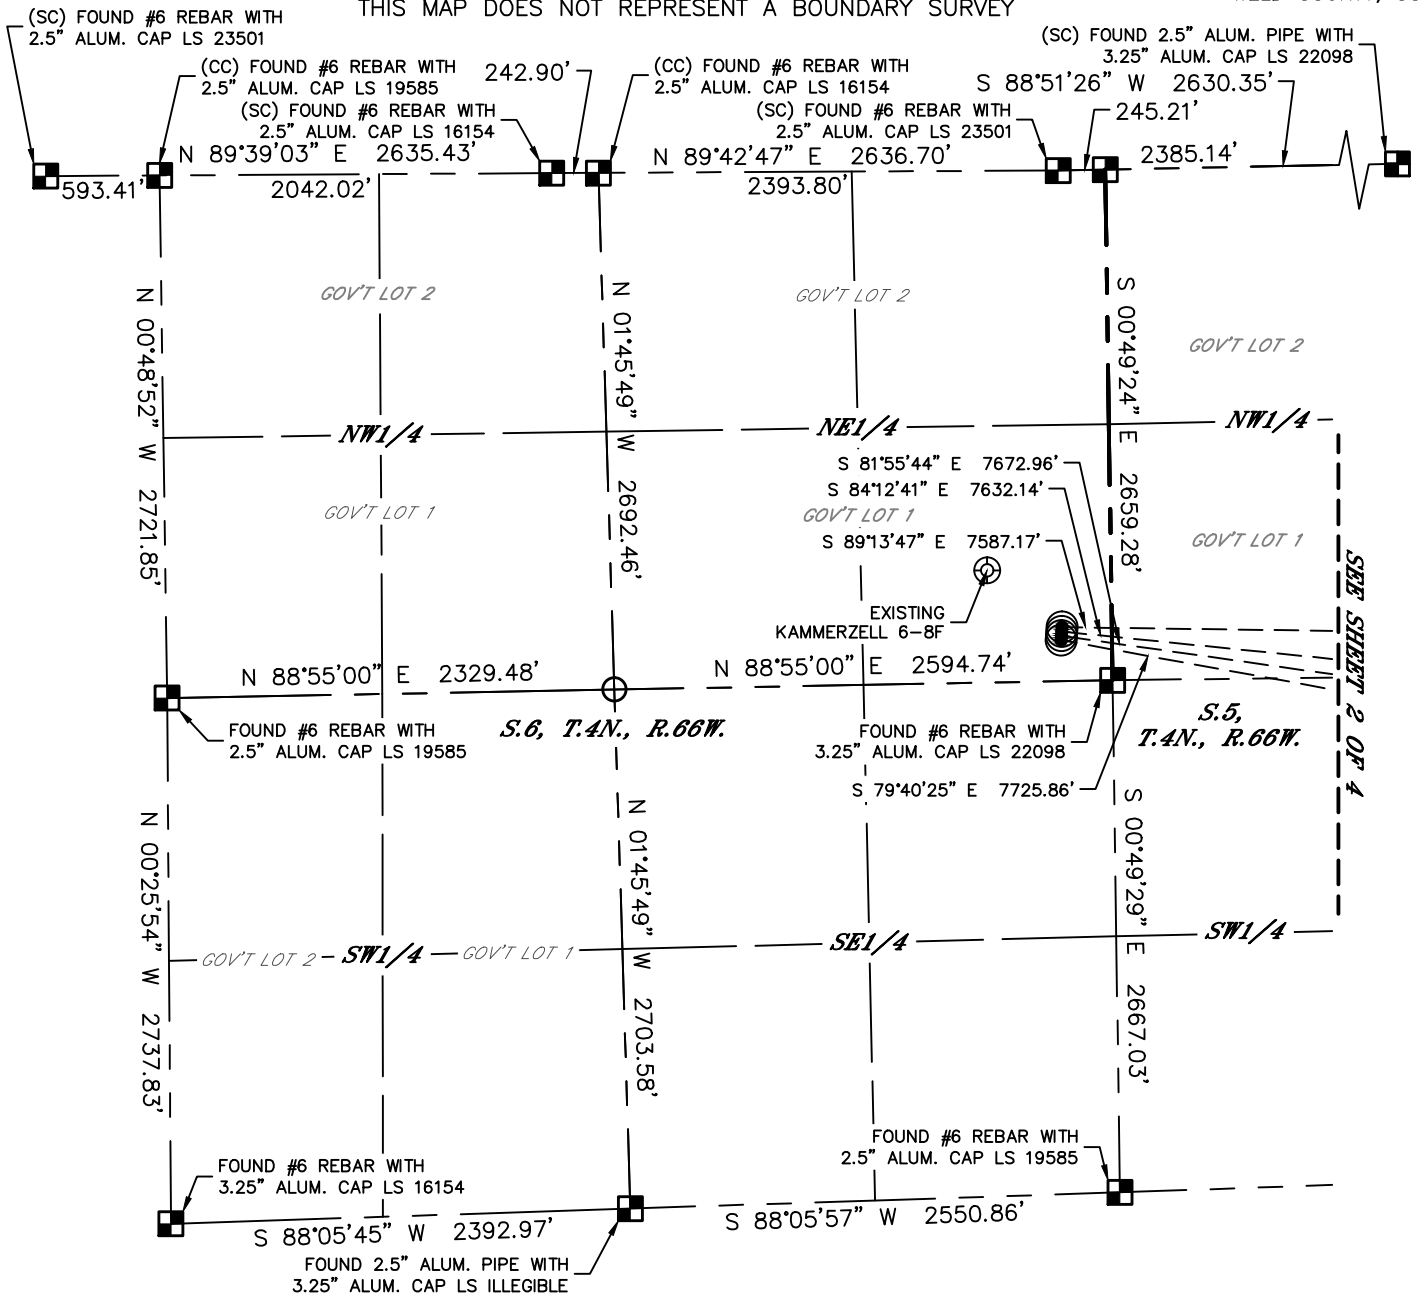 THIS MAP DOES NOT REPRESENT A BOUNDARY SURVEY
(SC) FOUND #6 REBAR WITH
2.5" ALUM. CAP LS 23501
(CC) FOUND #6 REBAR WITH
2.5" ALUM. CAP LS 19585
242.90'
(SC) FOUND #6 REBAR WITH
2.5" ALUM. CAP LS 16154
(CC) FOUND #6 REBAR WITH
2.5" ALUM. CAP LS 16154
(SC) FOUND 2.5" ALUM. PIPE WITH
3.25" ALUM. CAP LS 22098
S 88°51'26" W 2630.35'
(SC) FOUND #6 REBAR WITH
2.5" ALUM. CAP LS 23501
245.21'
N 89°39'03" E 2635.43'
N 89°42'47" E 2636.70'
2385.14'
593.41'
2042.02'
2393.80'
GOV'T LOT 2
GOV'T LOT 2
GOV'T LOT 2
N 00°48'52" W 2721.85'
N 01°45'49" W 2692.46'
S 00°49'24" E 2659.28'
NW1/4
NE1/4
NW1/4
S 81°55'44" E 7672.96'
S 84°12'41" E 7632.14'
GOV'T LOT 1
GOV'T LOT 1
GOV'T LOT 1
S 89°13'47" E 7587.17'
EXISTING
KAMMERZELL 6-8F
SEE SHEET 2 OF 4
N 88°55'00" E 2329.48'
N 88°55'00" E 2594.74'
FOUND #6 REBAR WITH
2.5" ALUM. CAP LS 19585
S.6, T.4N., R.66W.
FOUND #6 REBAR WITH
3.25" ALUM. CAP LS 22098
S.5,
T.4N., R.66W.
S 79°40'25" E 7725.86'
N 00°25'54" W 2737.83'
N 01°45'49" W 2703.58'
S 00°49'29" E 2667.03'
GOV'T LOT 2
SW1/4
GOV'T LOT 1
SE1/4
SW1/4
FOUND #6 REBAR WITH
3.25" ALUM. CAP LS 16154
FOUND #6 REBAR WITH
2.5" ALUM. CAP LS 19585
S 88°05'45" W 2392.97'
S 88°05'57" W 2550.86'
FOUND 2.5" ALUM. PIPE WITH
3.25" ALUM. CAP LS ILLEGIBLE